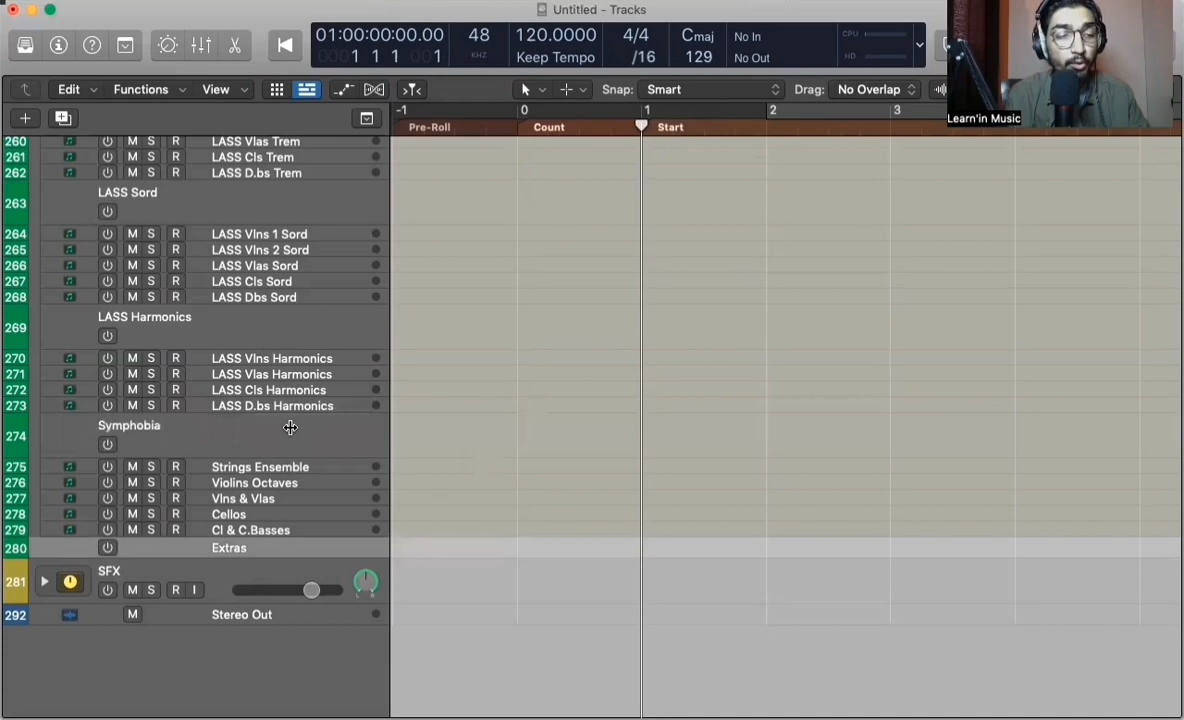 Untitled - Tracks
01:00:00:00.00 48 120.0000 4/4 Cmaj No In CPU
0001 1 1 001 KHZ Keep Tempo /16 129 No Out HD
Edit Functions View Snap: Smart Drag: No Overlap
-1 0 1 2 3
Pre-Roll Count Start
Learn'in Music
260 M S R LASS Vlas Trem
261 M S R LASS Cls Trem
262 M S R LASS D.bs Trem
263 LASS Sord
264 M S R LASS Vlns 1 Sord
265 M S R LASS Vlns 2 Sord
266 M S R LASS Vlas Sord
267 M S R LASS Cls Sord
268 M S R LASS Dbs Sord
269 LASS Harmonics
270 M S R LASS Vlns Harmonics
271 M S R LASS Vlas Harmonics
272 M S R LASS Cls Harmonics
273 M S R LASS D.bs Harmonics
274 Symphobia
275 M S R Strings Ensemble
276 M S R Violins Octaves
277 M S R Vlns & Vlas
278 M S R Cellos
279 M S R Cl & C.Basses
280 Extras
281 SFX
M S R I L R
292 M Stereo Out